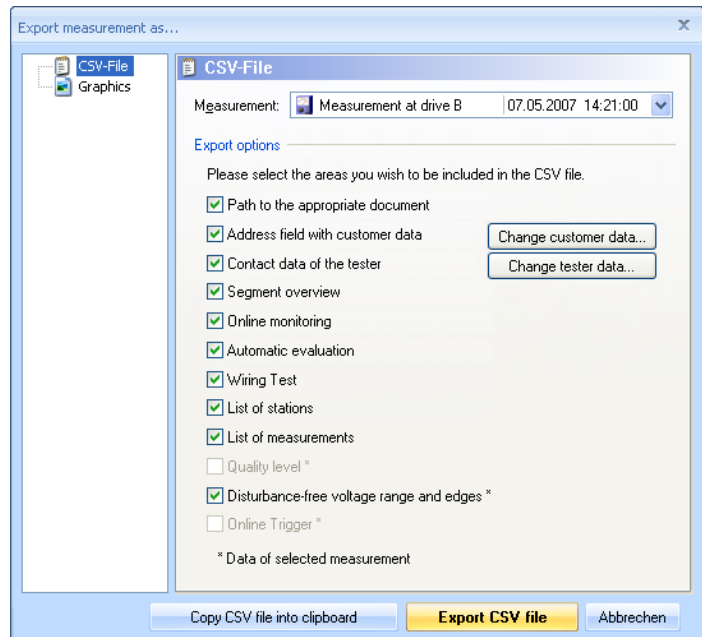 Export measurement as...
CSV-File
Graphics
CSV-File
Measurement: Measurement at drive B 07.05.2007 14:21:00
Export options
Please select the areas you wish to be included in the CSV file.
Path to the appropriate document
Address field with customer data Change customer data...
Contact data of the tester Change tester data...
Segment overview
Online monitoring
Automatic evaluation
Wiring Test
List of stations
List of measurements
Quality level *
Disturbance-free voltage range and edges *
Online Trigger *
* Data of selected measurement
Copy CSV file into clipboard Export CSV file Abbrechen